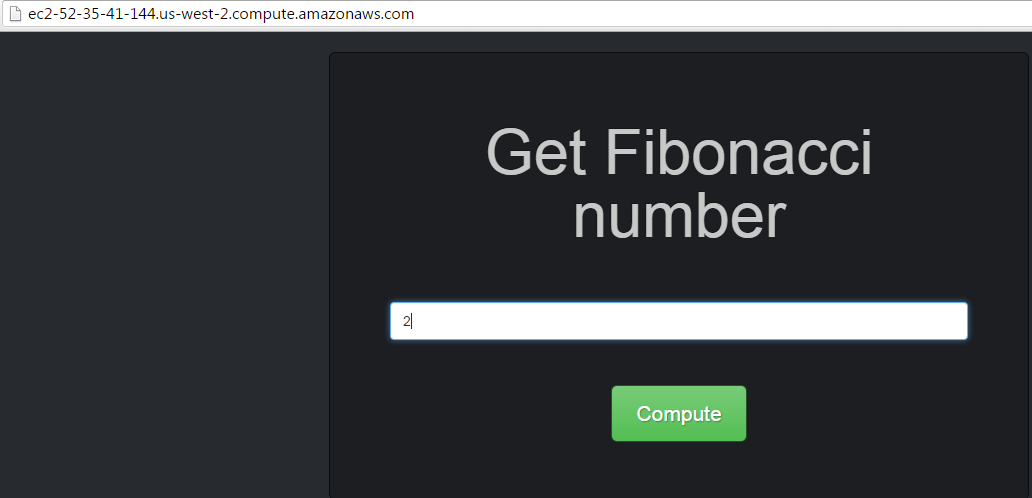 ec2-52-35-41-144.us-west-2.compute.amazonaws.com
Get Fibonacci
number
2
Compute